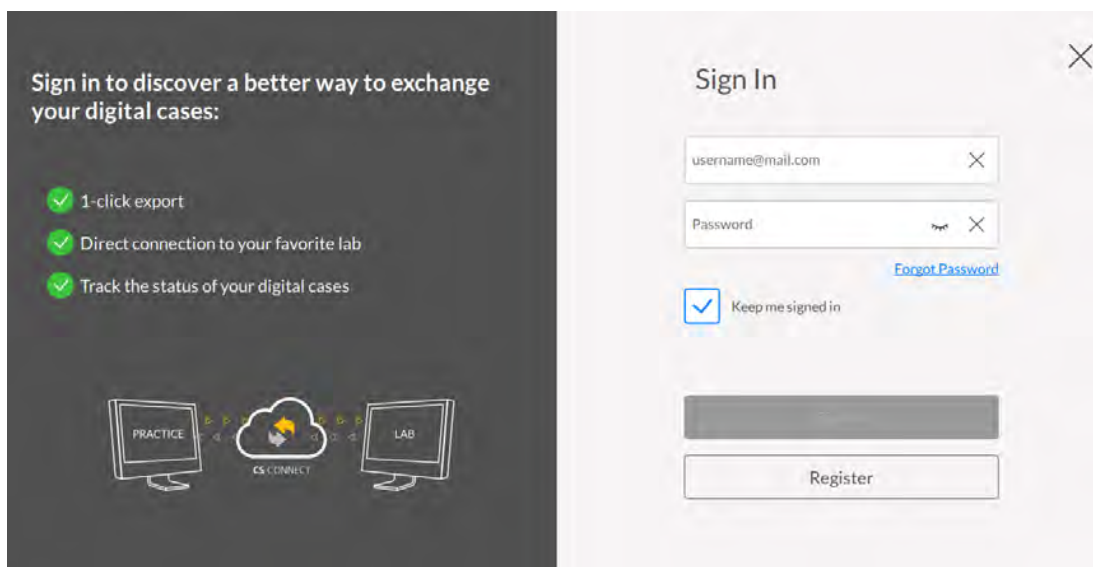 Sign in to discover a better way to exchange
your digital cases:
1-click export
Direct connection to your favorite lab
Track the status of your digital cases
PRACTICE
CS CONNECT
LAB
Sign In
username@mail.com
Password
Forgot Password
Keep me signed in
Register